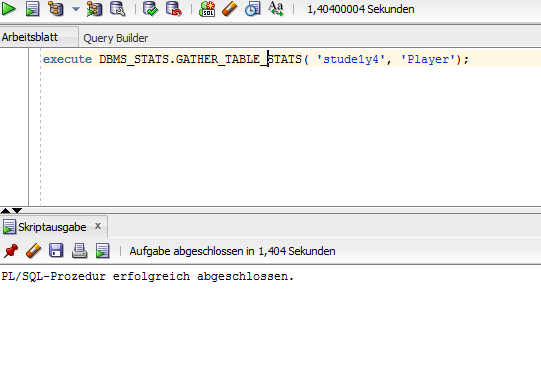 SQL
1,40400004 Sekunden
Arbeitsblatt Query Builder
execute DBMS_STATS.GATHER_TABLE_STATS( 'stude1y4', 'Player');
Skriptausgabe x
Aufgabe abgeschlossen in 1,404 Sekunden
PL/SQL-Prozedur erfolgreich abgeschlossen.